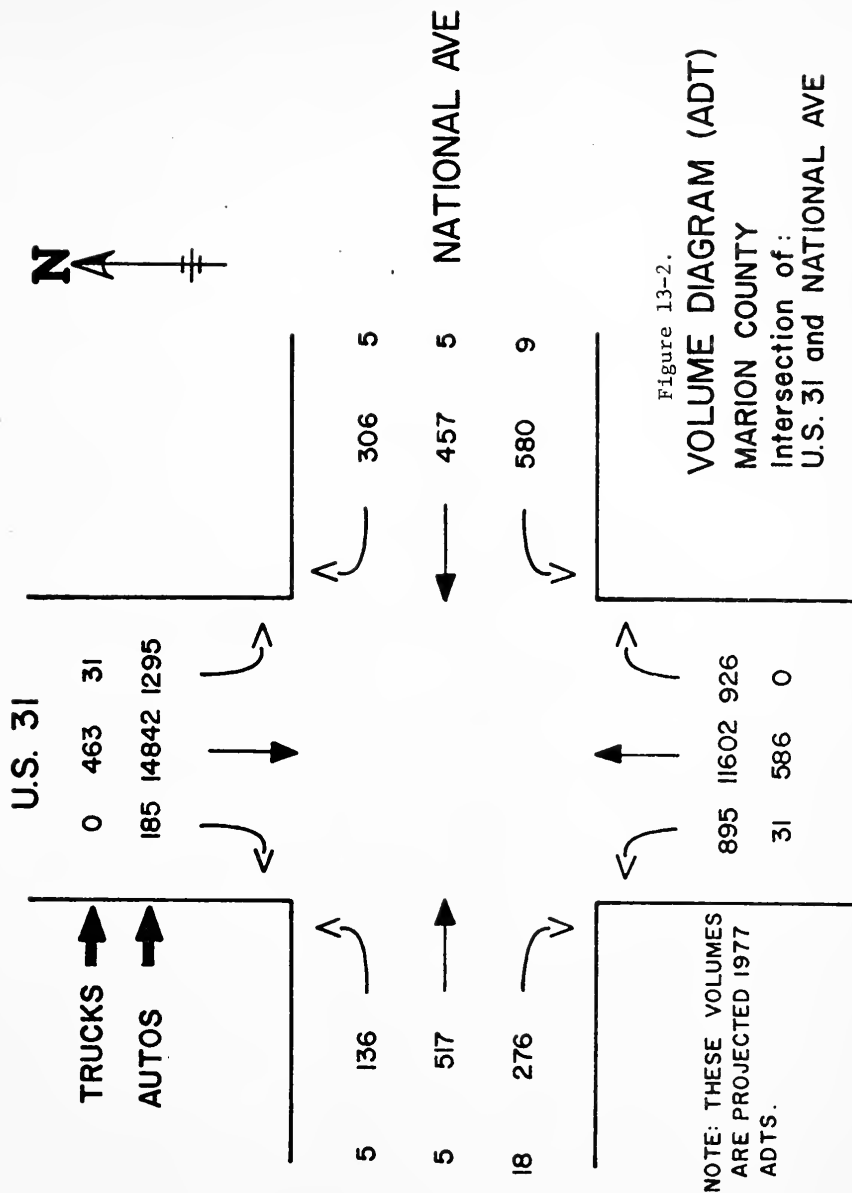 U.S. 31
N
TRUCKS 0 463 31
AUTOS 185 14842 1295
5 136
5 517
18 276
306 5
457 5
580 9
NATIONAL AVE
895 11602 926
31 586 0
NOTE: THESE VOLUMES
ARE PROJECTED 1977
ADTS.
Figure 13-2.
VOLUME DIAGRAM (ADT)
MARION COUNTY
Intersection of:
U.S. 31 and NATIONAL AVE